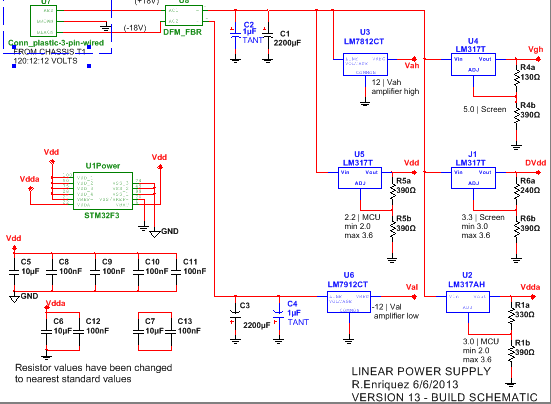 U7
(+18V)
U8
(-18V)
Conn_plastic-3-pin-wired
FROM CHASSIS T1
120:12:12 VOLTS
DFM_FBR
C2
1µF
TANT
C1
2200µF
U3
LM7812CT
COMMON
Vah
12 | Vah
amplifier high
U4
LM317T
Vin
Vout
ADJ
Vgh
R4a
130Ω
R4b
390Ω
5.0 | Screen
Vdd
Vdda
U1Power
Vdd
STM32F3
GND
U5
LM317T
Vin
Vout
ADJ
Vdd
R5a
390Ω
R5b
390Ω
2.2 | MCU
min 2.0
max 3.6
J1
LM317T
Vin
Vout
ADJ
DVdd
R6a
240Ω
R6b
390Ω
3.3 | Screen
min 3.0
max 3.6
Vdd
C5
10µF
C8
100nF
C9
100nF
C10
100nF
C11
100nF
GND
Vdda
C6
10µF
C12
100nF
C7
10µF
C13
100nF
C3
2200µF
C4
1µF
TANT
U6
LM7912CT
COMMON
Val
-12 | Val
amplifier low
U2
LM317AH
Vin
Vout
ADJ
Vdda
R1a
330Ω
R1b
390Ω
3.0 | MCU
min 2.0
max 3.6
Resistor values have been changed
to nearest standard values
LINEAR POWER SUPPLY
R.Enriquez 6/6/2013
VERSION 13 - BUILD SCHEMATIC